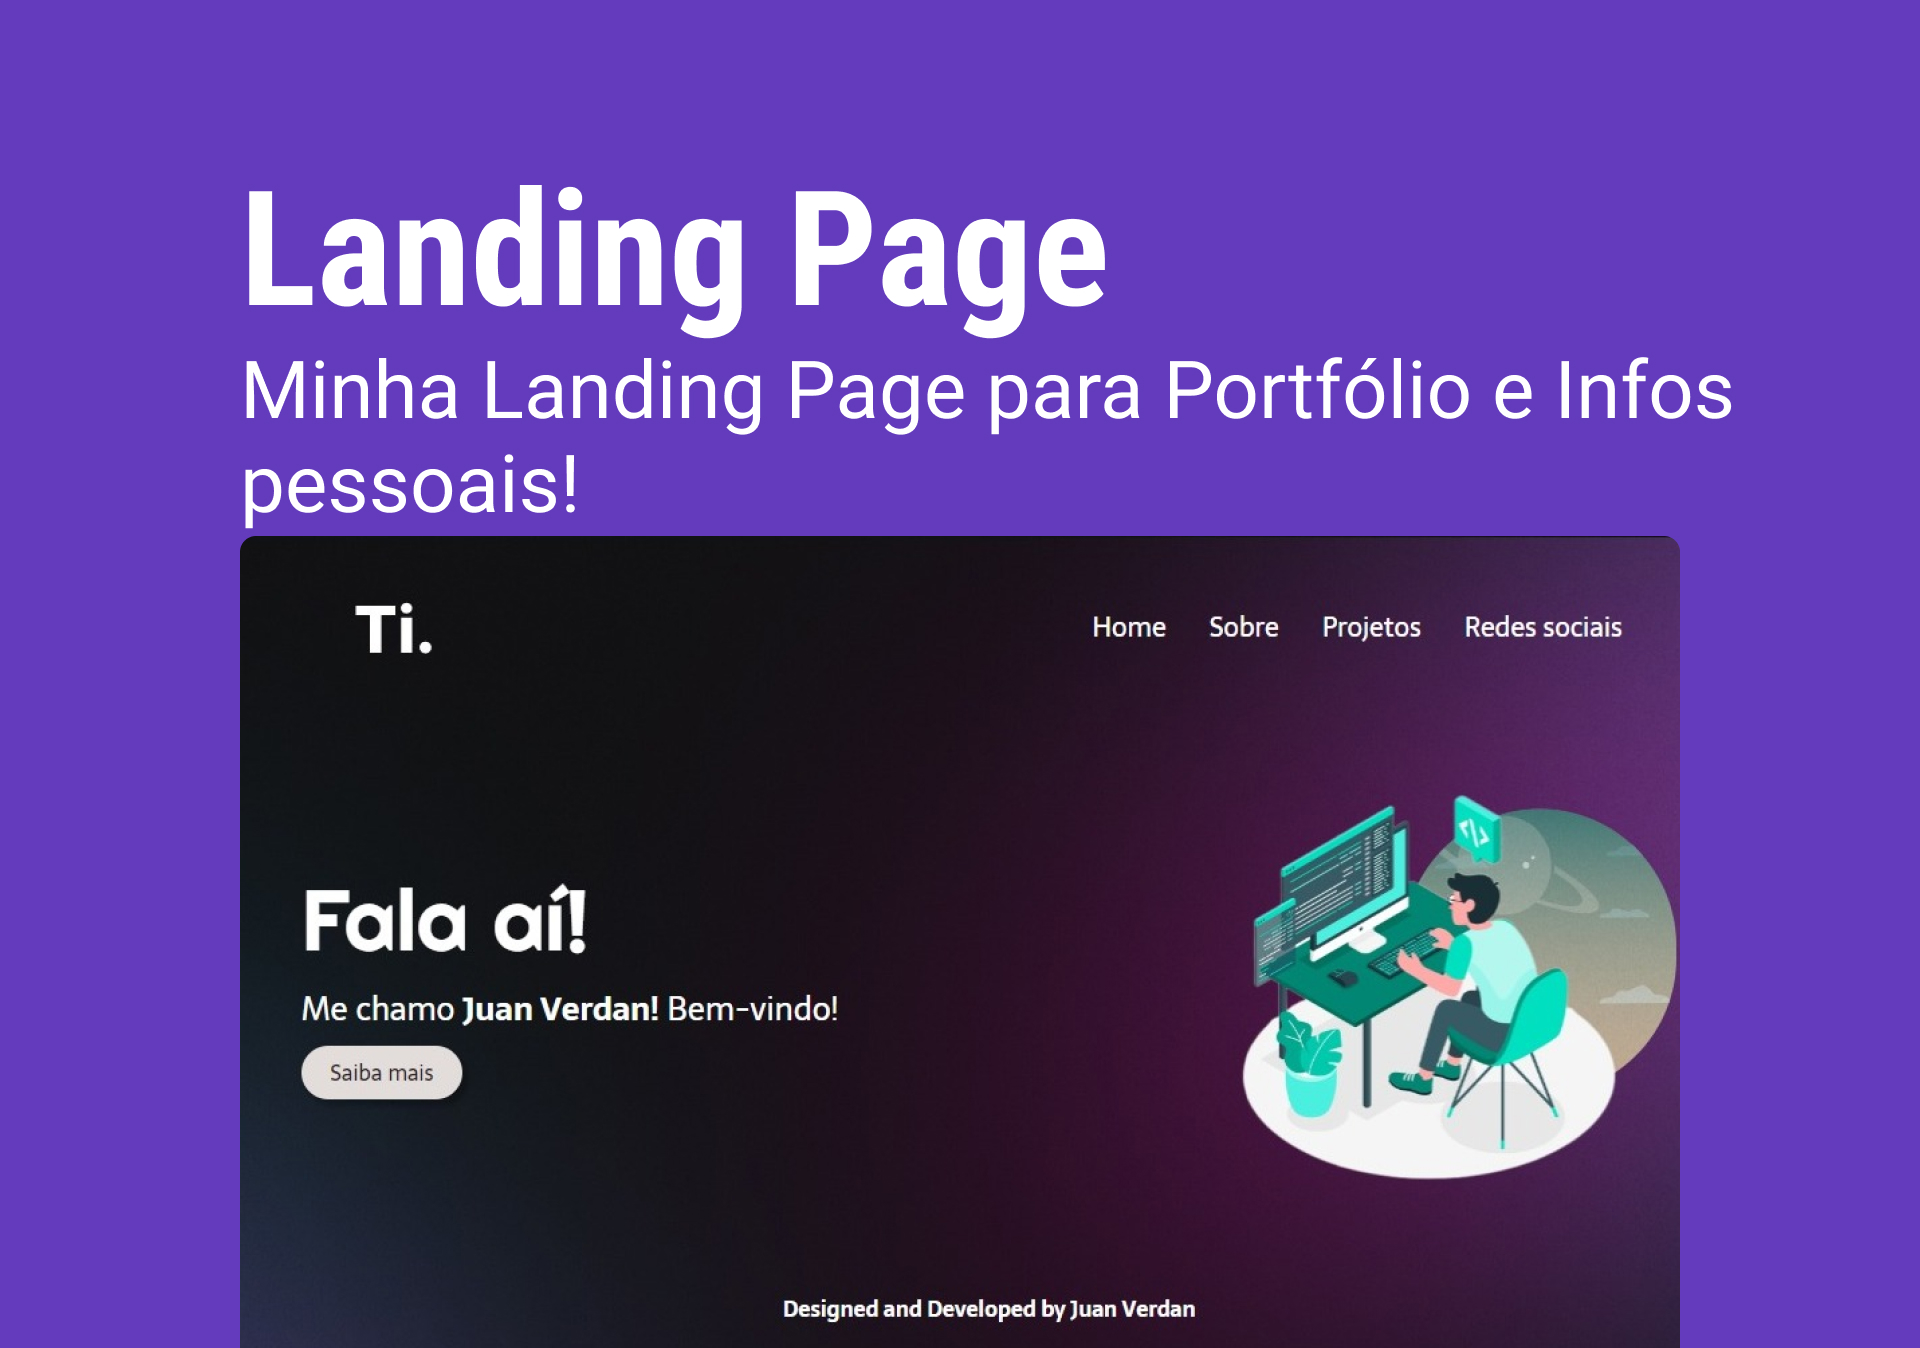 Landing Page
Minha Landing Page para Portfólio e Infos
pessoais!
Ti.
Home Sobre Projetos Redes sociais
Fala aí!
Me chamo Juan Verdan! Bem-vindo!
Saiba mais
Designed and Developed by Juan Verdan